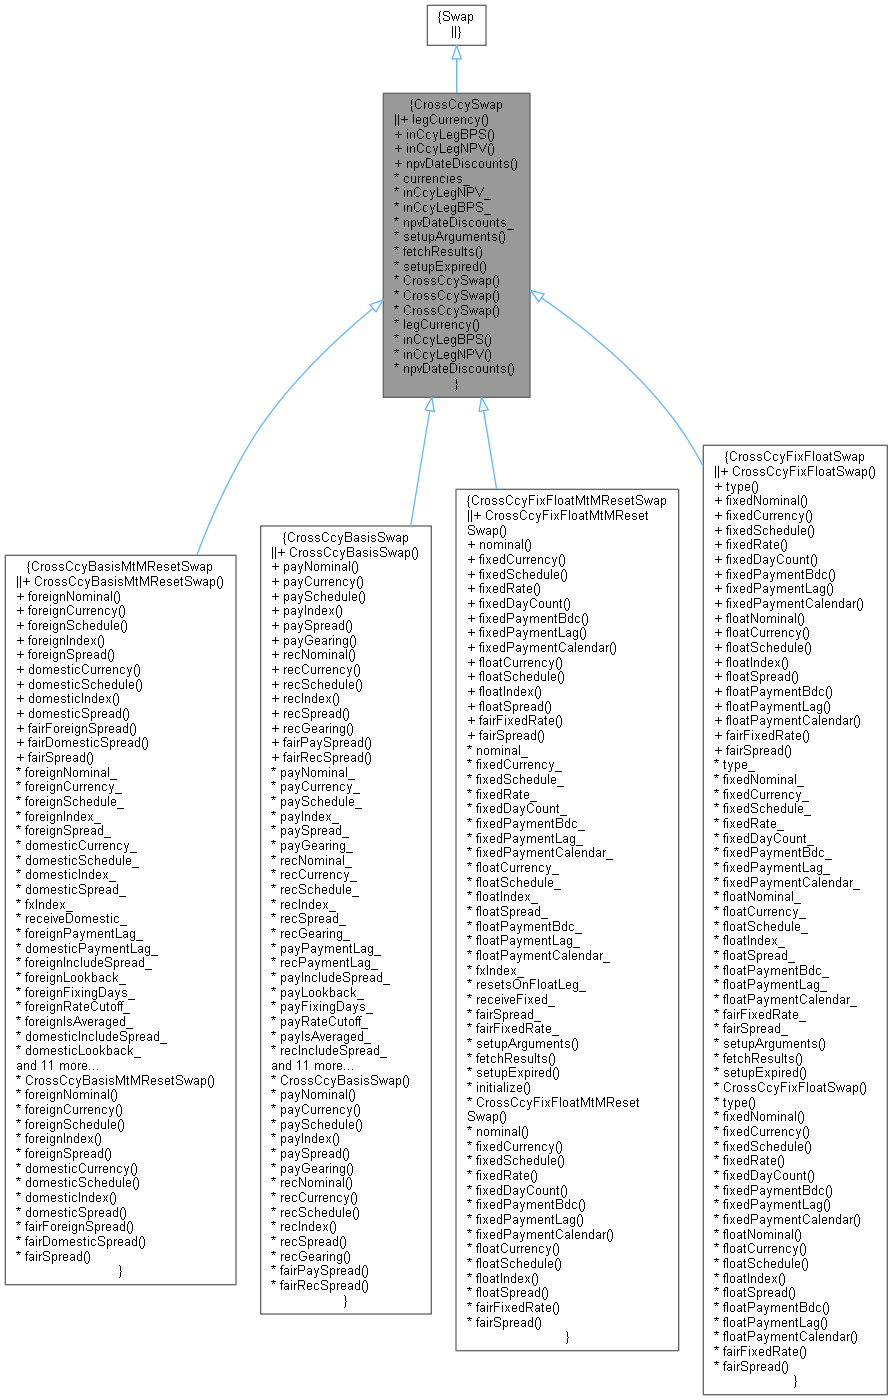 {Swap
||}
{CrossCcySwap
||+ legCurrency()
+ inCcyLegBPS()
+ inCcyLegNPV()
+ npvDateDiscounts()
* currencies_
* inCcyLegNPV_
* inCcyLegBPS_
* npvDateDiscounts_
* setupArguments()
* fetchResults()
* setupExpired()
* CrossCcySwap()
* CrossCcySwap()
* CrossCcySwap()
* legCurrency()
* inCcyLegBPS()
* inCcyLegNPV()
* npvDateDiscounts()
}
{CrossCcyBasisMtMResetSwap
||+ CrossCcyBasisMtMResetSwap()
+ foreignNominal()
+ foreignCurrency()
+ foreignSchedule()
+ foreignIndex()
+ foreignSpread()
+ domesticCurrency()
+ domesticSchedule()
+ domesticIndex()
+ domesticSpread()
+ fairForeignSpread()
+ fairDomesticSpread()
+ fairSpread()
* foreignNominal_
* foreignCurrency_
* foreignSchedule_
* foreignIndex_
* foreignSpread_
* domesticCurrency_
* domesticSchedule_
* domesticIndex_
* domesticSpread_
* fxIndex_
* receiveDomestic_
* foreignPaymentLag_
* domesticPaymentLag_
* foreignIncludeSpread_
* foreignLookback_
* foreignFixingDays_
* foreignRateCutoff_
* foreignIsAveraged_
* domesticIncludeSpread_
* domesticLookback_
and 11 more...
* CrossCcyBasisMtMResetSwap()
* foreignNominal()
* foreignCurrency()
* foreignSchedule()
* foreignIndex()
* foreignSpread()
* domesticCurrency()
* domesticSchedule()
* domesticIndex()
* domesticSpread()
* fairForeignSpread()
* fairDomesticSpread()
* fairSpread()
}
{CrossCcyBasisSwap
||+ CrossCcyBasisSwap()
+ payNominal()
+ payCurrency()
+ paySchedule()
+ payIndex()
+ paySpread()
+ payGearing()
+ recNominal()
+ recCurrency()
+ recSchedule()
+ recIndex()
+ recSpread()
+ recGearing()
+ fairPaySpread()
+ fairRecSpread()
* payNominal_
* payCurrency_
* paySchedule_
* payIndex_
* paySpread_
* payGearing_
* recNominal_
* recCurrency_
* recSchedule_
* recIndex_
* recSpread_
* recGearing_
* payPaymentLag_
* recPaymentLag_
* payIncludeSpread_
* payLookback_
* payFixingDays_
* payRateCutoff_
* payIsAveraged_
* recIncludeSpread_
and 11 more...
* CrossCcyBasisSwap()
* payNominal()
* payCurrency()
* paySchedule()
* payIndex()
* paySpread()
* payGearing()
* recNominal()
* recCurrency()
* recSchedule()
* recIndex()
* recSpread()
* recGearing()
* fairPaySpread()
* fairRecSpread()
}
{CrossCcyFixFloatMtMResetSwap
||+ CrossCcyFixFloatMtMReset
Swap()
+ nominal()
+ fixedCurrency()
+ fixedSchedule()
+ fixedRate()
+ fixedDayCount()
+ fixedPaymentBdc()
+ fixedPaymentLag()
+ fixedPaymentCalendar()
+ floatCurrency()
+ floatSchedule()
+ floatIndex()
+ floatSpread()
+ fairFixedRate()
+ fairSpread()
* nominal_
* fixedCurrency_
* fixedSchedule_
* fixedRate_
* fixedDayCount_
* fixedPaymentBdc_
* fixedPaymentLag_
* fixedPaymentCalendar_
* floatCurrency_
* floatSchedule_
* floatIndex_
* floatSpread_
* floatPaymentBdc_
* floatPaymentLag_
* floatPaymentCalendar_
* fxIndex_
* resetsOnFloatLeg_
* receiveFixed_
* fairSpread_
* fairFixedRate_
* setupArguments()
* fetchResults()
* setupExpired()
* initialize()
* CrossCcyFixFloatMtMReset
Swap()
* nominal()
* fixedCurrency()
* fixedSchedule()
* fixedRate()
* fixedDayCount()
* fixedPaymentBdc()
* fixedPaymentLag()
* fixedPaymentCalendar()
* floatCurrency()
* floatSchedule()
* floatIndex()
* floatSpread()
* fairFixedRate()
* fairSpread()
}
{CrossCcyFixFloatSwap
||+ CrossCcyFixFloatSwap()
+ type()
+ fixedNominal()
+ fixedCurrency()
+ fixedSchedule()
+ fixedRate()
+ fixedDayCount()
+ fixedPaymentBdc()
+ fixedPaymentLag()
+ fixedPaymentCalendar()
+ floatNominal()
+ floatCurrency()
+ floatSchedule()
+ floatIndex()
+ floatSpread()
+ floatPaymentBdc()
+ floatPaymentLag()
+ floatPaymentCalendar()
+ fairFixedRate()
+ fairSpread()
* type_
* fixedNominal_
* fixedCurrency_
* fixedSchedule_
* fixedRate_
* fixedDayCount_
* fixedPaymentBdc_
* fixedPaymentLag_
* fixedPaymentCalendar_
* floatNominal_
* floatCurrency_
* floatSchedule_
* floatIndex_
* floatSpread_
* floatPaymentBdc_
* floatPaymentLag_
* floatPaymentCalendar_
* fairFixedRate_
* fairSpread_
* setupArguments()
* fetchResults()
* setupExpired()
* CrossCcyFixFloatSwap()
* type()
* fixedNominal()
* fixedCurrency()
* fixedSchedule()
* fixedRate()
* fixedDayCount()
* fixedPaymentBdc()
* fixedPaymentLag()
* fixedPaymentCalendar()
* floatNominal()
* floatCurrency()
* floatSchedule()
* floatIndex()
* floatSpread()
* floatPaymentBdc()
* floatPaymentLag()
* floatPaymentCalendar()
* fairFixedRate()
* fairSpread()
}